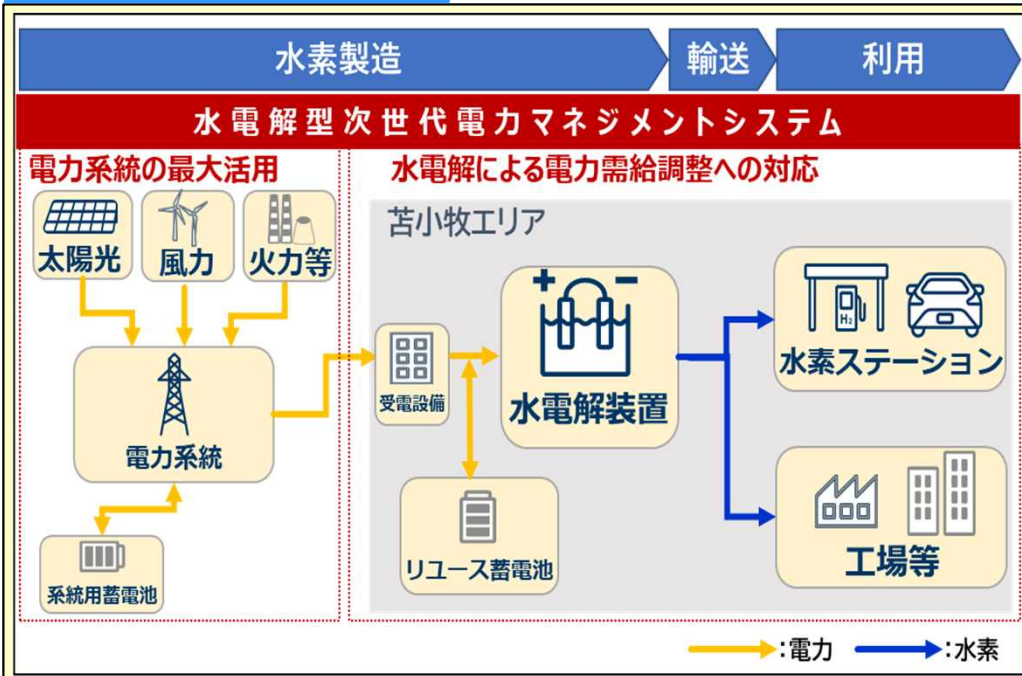 水素製造
輸送
利用
水電解型次世代電力マネジメントシステム
電力系統の最大活用
水電解による電力需給調整への対応
太陽光
風力
火力等
電力系統
系統用蓄電池
苫小牧エリア
受電設備
水電解装置
リユース蓄電池
H₂
水素ステーション
工場等
:電力
:水素